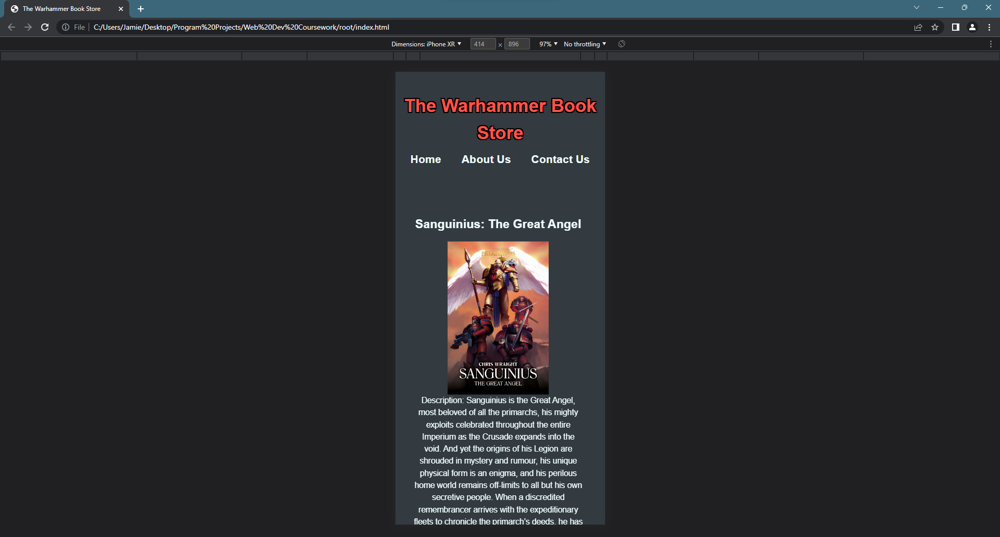 The Warhammer Book Store
File
C:/Users/Jamie/Desktop/Program%20Projects/Web%20Dev%20Coursework/root/index.html
Dimensions: iPhone XR ▼ 414 × 896 97% ▼ No throttling ▼
The Warhammer Book
Store
Home About Us Contact Us
Sanguinius: The Great Angel
PRIMARCHS
CHRIS WRAIGHT
SANGUINIUS
THE GREAT ANGEL
Description: Sanguinius is the Great Angel,
most beloved of all the primarchs, his mighty
exploits celebrated throughout the entire
Imperium as the Crusade expands into the
void. And yet the origins of his Legion are
shrouded in mystery and rumour, his unique
physical form is an enigma, and his perilous
home world remains off-limits to all but his own
secretive people. When a discredited
remembrancer arrives with the expeditionary
fleets to chronicle the primarch’s deeds, he has